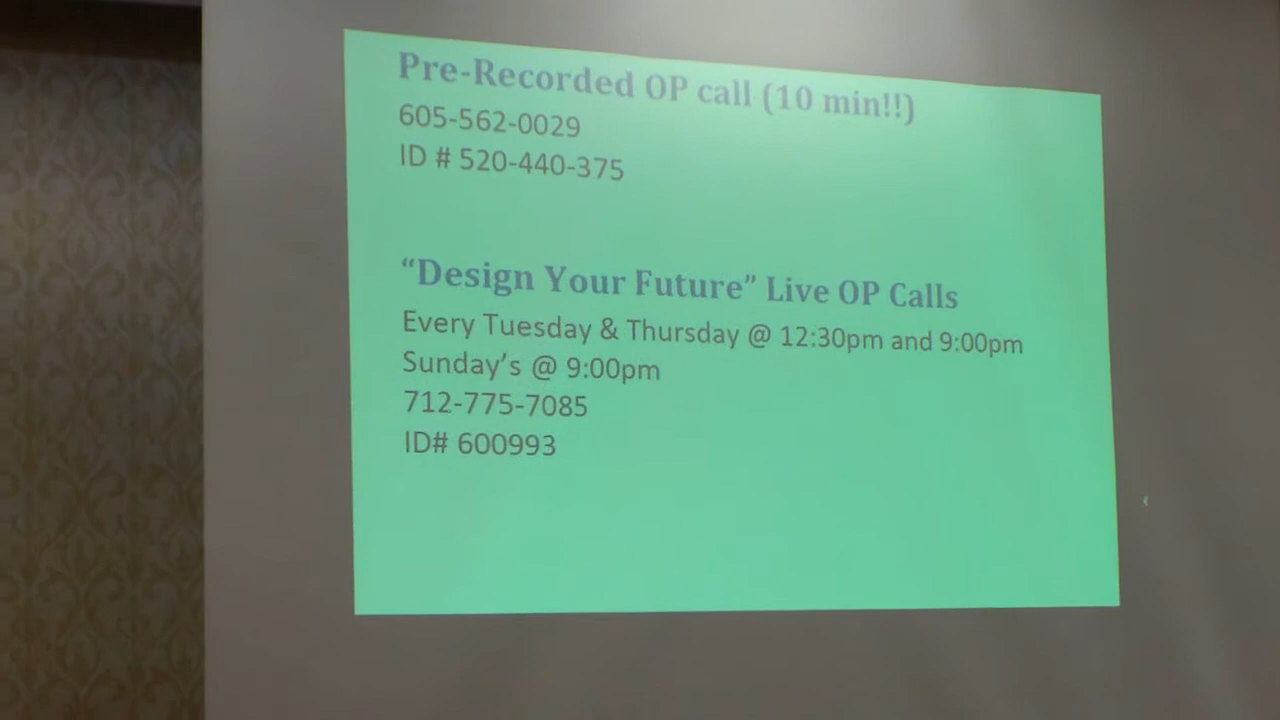 Pre-Recorded OP call (10 min!!)
605-562-0029
ID # 520-440-375
“Design Your Future” Live OP Calls
Every Tuesday & Thursday @ 12:30pm and 9:00pm
Sunday’s @ 9:00pm
712-775-7085
ID# 600993